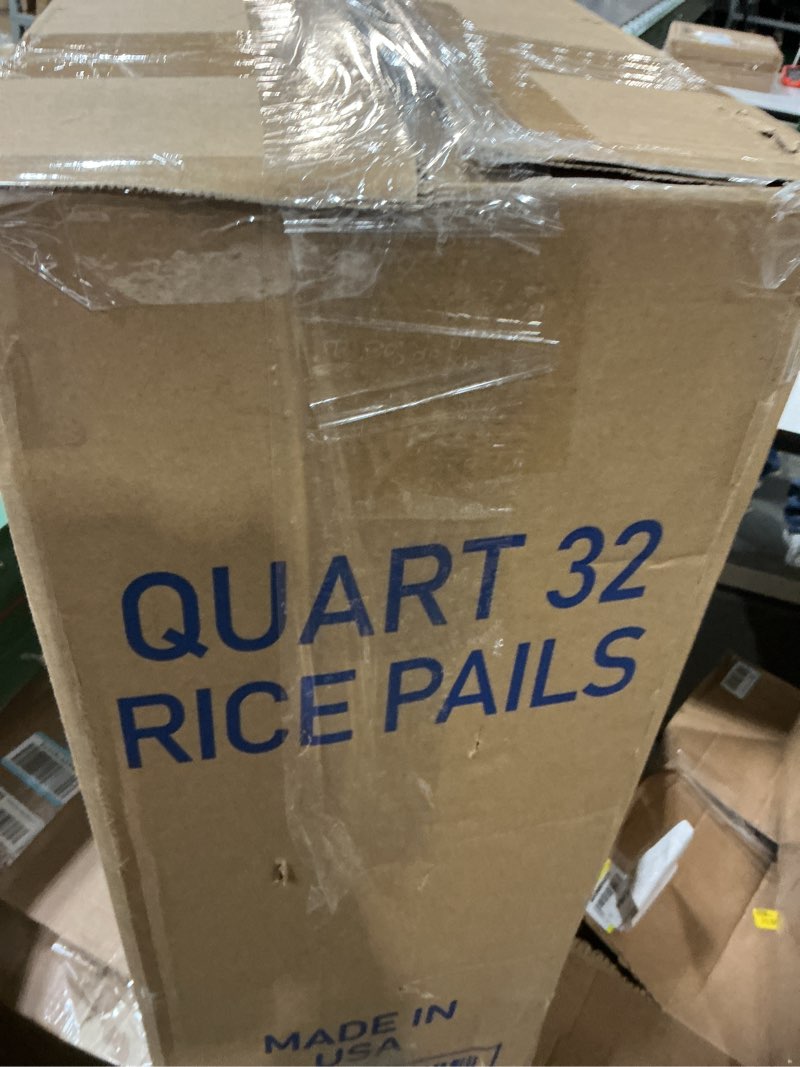 QUART 32
RICE PAILS
MADE IN
USA